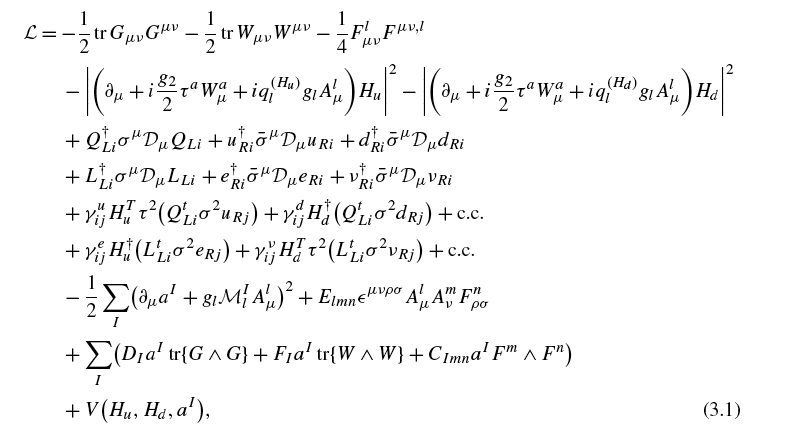 ℒ = −1/2 tr G_{μν}G^{μν} − 1/2 tr W_{μν}W^{μν} − 1/4 F^l_{μν}F^{μν,l}
− |(∂_μ + i g_2/2 τ^a W^a_μ + i q_l^{(H_u)} g_l A^l_μ) H_u|^2 − |(∂_μ + i g_2/2 τ^a W^a_μ + i q_l^{(H_d)} g_l A^l_μ) H_d|^2
+ Q^†_{Li} σ^μ 𝒟_μ Q_{Li} + u^†_{Ri} σ̄^μ 𝒟_μ u_{Ri} + d^†_{Ri} σ̄^μ 𝒟_μ d_{Ri}
+ L^†_{Li} σ^μ 𝒟_μ L_{Li} + e^†_{Ri} σ̄^μ 𝒟_μ e_{Ri} + ν^†_{Ri} σ̄^μ 𝒟_μ ν_{Ri}
+ γ^u_{ij} H^T_u τ^2 (Q^t_{Li} σ^2 u_{Rj}) + γ^d_{ij} H^†_d (Q^t_{Li} σ^2 d_{Rj}) + c.c.
+ γ^e_{ij} H^†_u (L^t_{Li} σ^2 e_{Rj}) + γ^ν_{ij} H^T_d τ^2 (L^t_{Li} σ^2 ν_{Rj}) + c.c.
− 1/2 ∑_I (∂_μ a^I + g_l ℳ^I_l A^l_μ)^2 + E_{lmn} ε^{μνρσ} A^l_μ A^m_ν F^n_{ρσ}
+ ∑_I (D_I a^I tr{G ∧ G} + F_I a^I tr{W ∧ W} + C_{Imn} a^I F^m ∧ F^n)
+ V(H_u, H_d, a^I), (3.1)